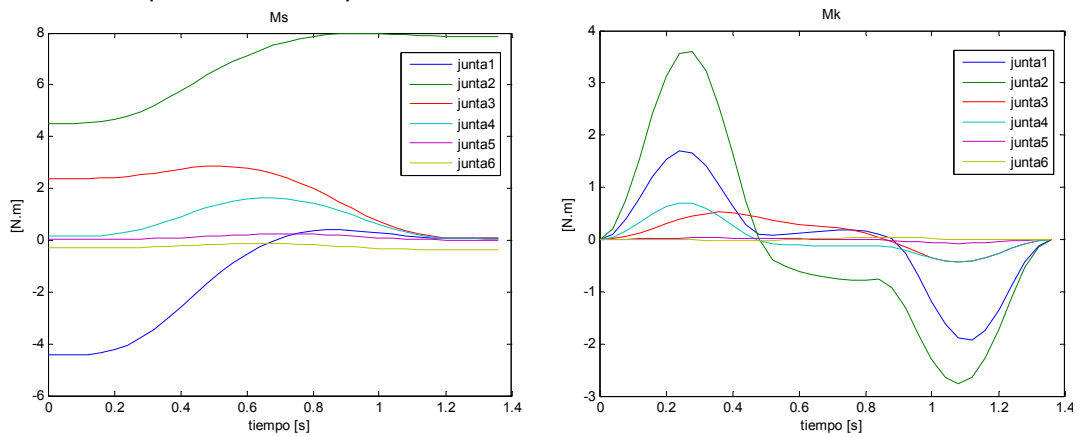 Ms
8
6
4
2
0
-2
-4
-6
[N.m]
0 0.2 0.4 0.6 0.8 1 1.2 1.4
tiempo [s]
junta1
junta2
junta3
junta4
junta5
junta6
Mk
4
3
2
1
0
-1
-2
-3
[N.m]
0 0.2 0.4 0.6 0.8 1 1.2 1.4
tiempo [s]
junta1
junta2
junta3
junta4
junta5
junta6